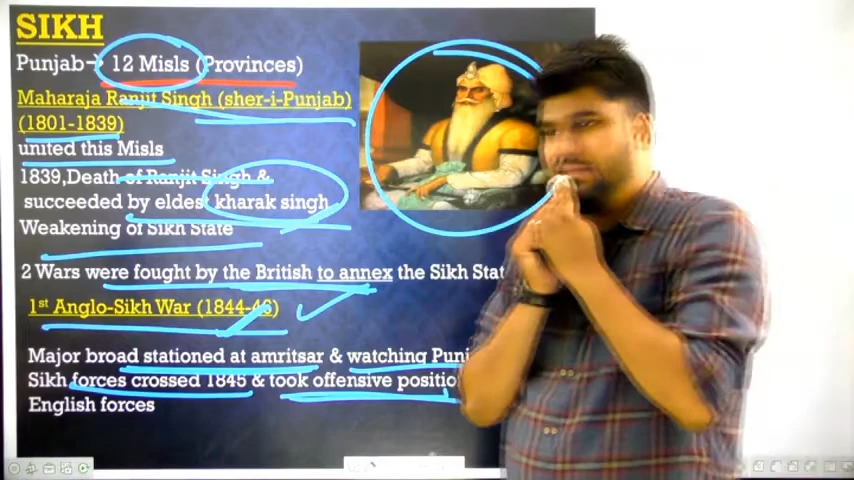 SIKH
Punjab→ 12 Misls (Provinces)
Maharaja Ranjit Singh (sher-i-Punjab)
(1801-1839)
united this Misls
1839,Death of Ranjit Singh &
succeeded by eldest kharak singh
Weakening of Sikh State
2 Wars were fought by the British to annex the Sikh Stat
1st Anglo-Sikh War (1844-46)
Major broad stationed at amritsar & watching Punj
Sikh forces crossed 1845 & took offensive positio
English forces